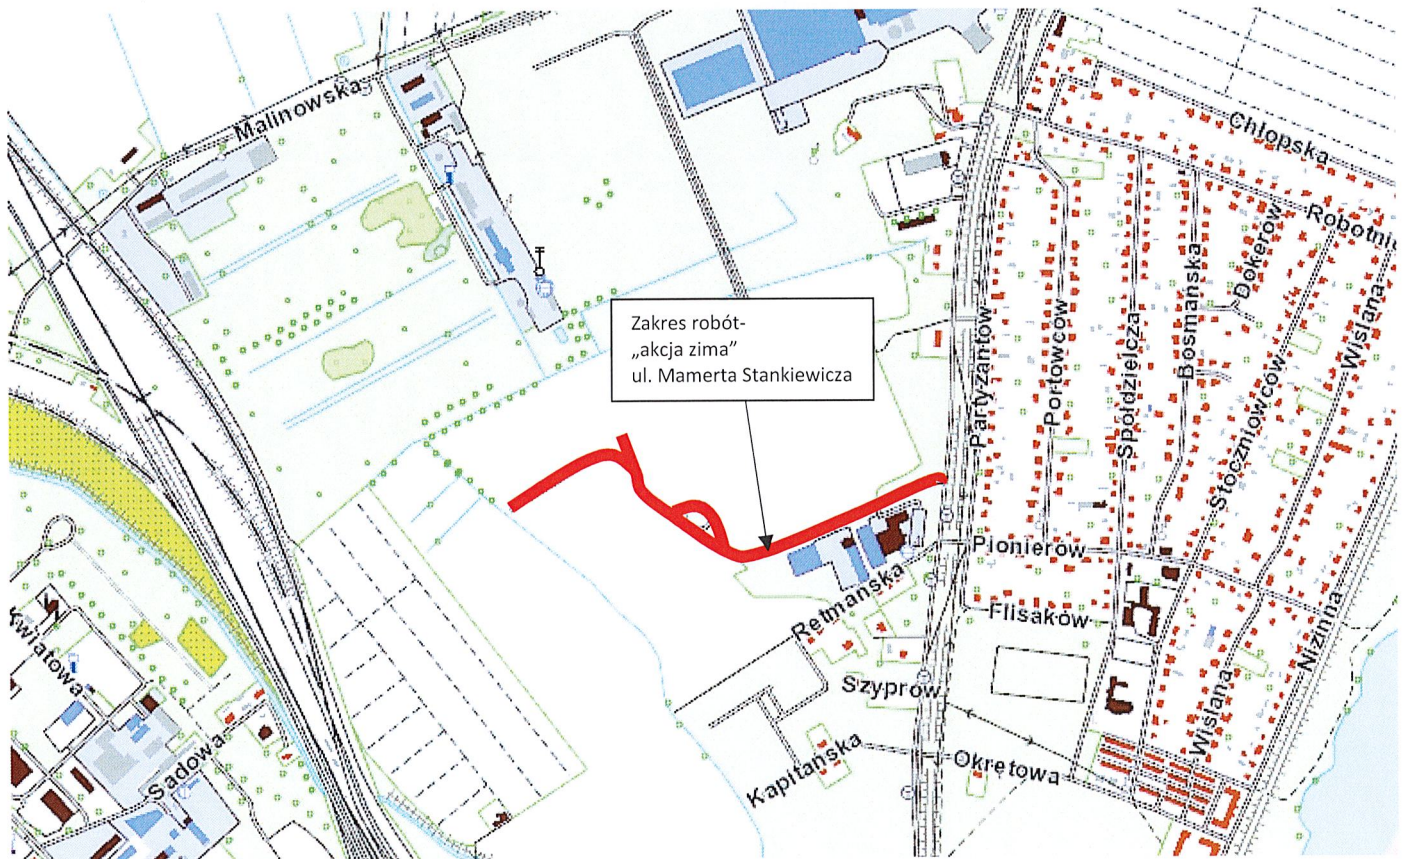 Malinowska
Chłopska
Robotni
Dokerów
Bosmańska
Wiślana
Portowców
Partyzantów
Spółdzielcza
Stoczniowców
Zakres robót-
„akcja zima”
ul. Mamerta Stankiewicza
Pionierów
Retmańska
Flisaków
Nizinna
Kwiatowa
Szyprów
Wiślana
Sadowa
Kapitańska
Okrętowa